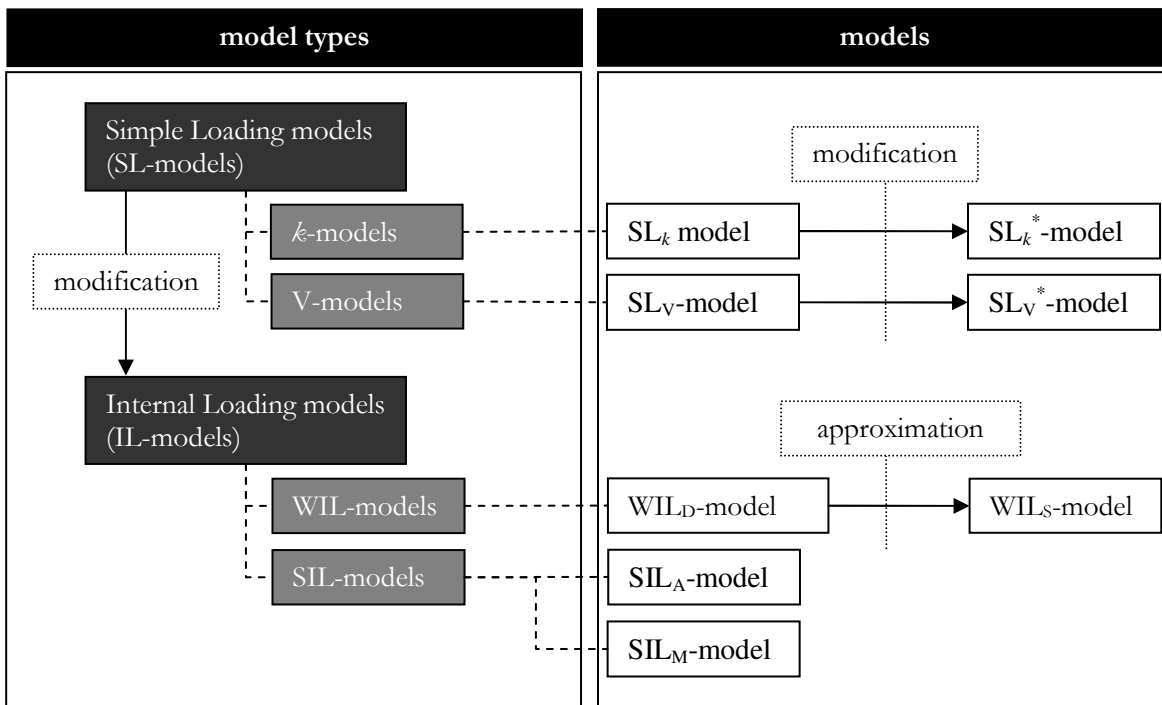 model types
models
Simple Loading models
(SL-models)
modification
k-models
SLk model
SLk*-model
modification
V-models
SLV-model
SLV*-model
Internal Loading models
(IL-models)
approximation
WIL-models
WILD-model
WILS-model
SIL-models
SILA-model
SILM-model